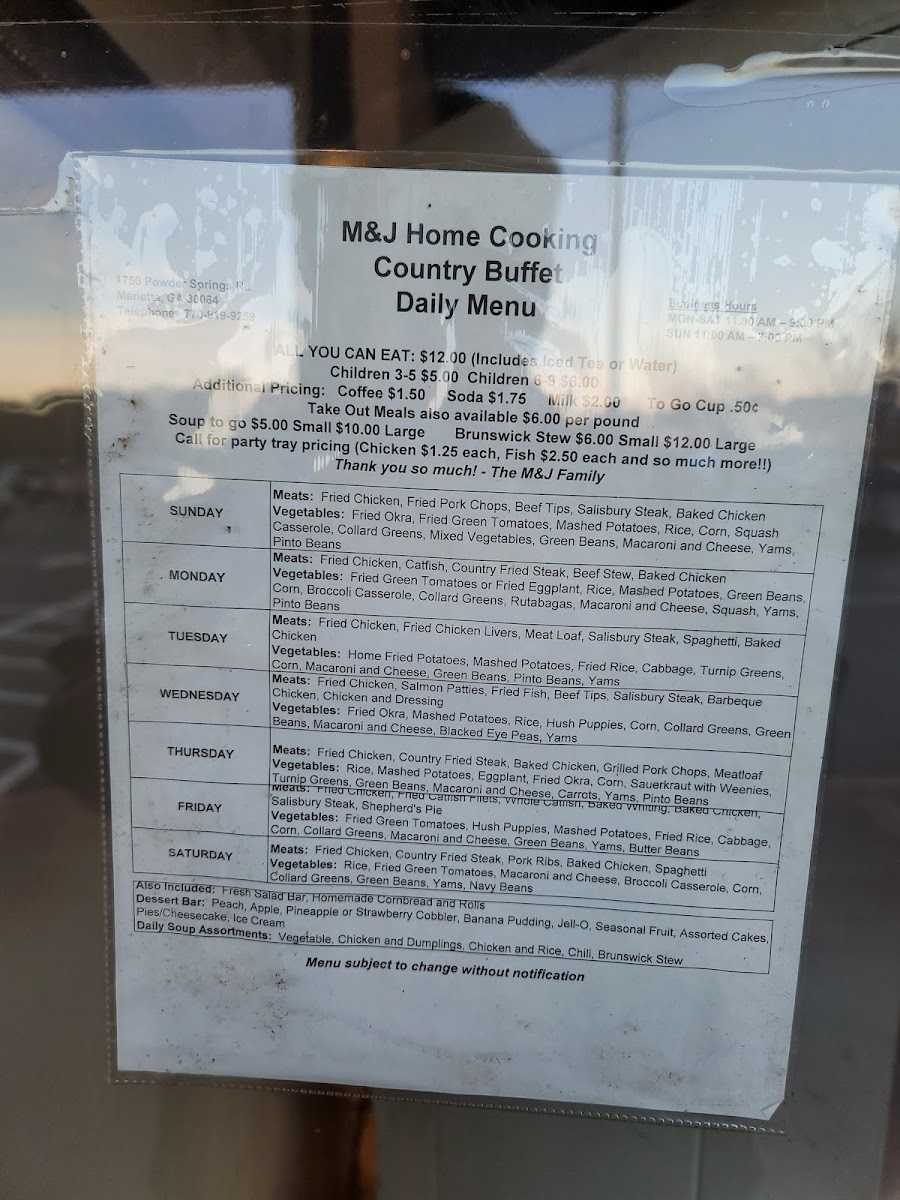 M&J Home Cooking
Country Buffet
Daily Menu
1750 Powder Springs Rd
Marietta, GA 30064
Telephone: 770-919-9259
Business Hours
MON-SAT 11:00 AM – 9:00 PM
SUN 11:00 AM – 7:00 PM
ALL YOU CAN EAT: $12.00 (Includes Iced Tea or Water)
Children 3-5 $5.00 Children 6-9 $6.00
Additional Pricing: Coffee $1.50 Soda $1.75 Milk $2.00 To Go Cup .50¢
Take Out Meals also available $6.00 per pound
Soup to go $5.00 Small $10.00 Large Brunswick Stew $6.00 Small $12.00 Large
Call for party tray pricing (Chicken $1.25 each, Fish $2.50 each and so much more!!)
Thank you so much! - The M&J Family
SUNDAY
Meats: Fried Chicken, Fried Pork Chops, Beef Tips, Salisbury Steak, Baked Chicken
Vegetables: Fried Okra, Fried Green Tomatoes, Mashed Potatoes, Rice, Corn, Squash
Casserole, Collard Greens, Mixed Vegetables, Green Beans, Macaroni and Cheese, Yams,
Pinto Beans
MONDAY
Meats: Fried Chicken, Catfish, Country Fried Steak, Beef Stew, Baked Chicken
Vegetables: Fried Green Tomatoes or Fried Eggplant, Rice, Mashed Potatoes, Green Beans,
Corn, Broccoli Casserole, Collard Greens, Rutabagas, Macaroni and Cheese, Squash, Yams,
Pinto Beans
TUESDAY
Meats: Fried Chicken, Fried Chicken Livers, Meat Loaf, Salisbury Steak, Spaghetti, Baked
Chicken
Vegetables: Home Fried Potatoes, Mashed Potatoes, Fried Rice, Cabbage, Turnip Greens,
Corn, Macaroni and Cheese, Green Beans, Pinto Beans, Yams
WEDNESDAY
Meats: Fried Chicken, Salmon Patties, Fried Fish, Beef Tips, Salisbury Steak, Barbeque
Chicken, Chicken and Dressing
Vegetables: Fried Okra, Mashed Potatoes, Rice, Hush Puppies, Corn, Collard Greens, Green
Beans, Macaroni and Cheese, Blacked Eye Peas, Yams
THURSDAY
Meats: Fried Chicken, Country Fried Steak, Baked Chicken, Grilled Pork Chops, Meatloaf
Vegetables: Rice, Mashed Potatoes, Eggplant, Fried Okra, Corn, Sauerkraut with Weenies,
Turnip Greens, Green Beans, Macaroni and Cheese, Carrots, Yams, Pinto Beans
FRIDAY
Meats: Fried Chicken, Fried Catfish Filets, Whole Catfish, Baked Whiting, Baked Chicken,
Salisbury Steak, Shepherd's Pie
Vegetables: Fried Green Tomatoes, Hush Puppies, Mashed Potatoes, Fried Rice, Cabbage,
Corn, Collard Greens, Macaroni and Cheese, Green Beans, Yams, Butter Beans
SATURDAY
Meats: Fried Chicken, Country Fried Steak, Pork Ribs, Baked Chicken, Spaghetti
Vegetables: Rice, Fried Green Tomatoes, Macaroni and Cheese, Broccoli Casserole, Corn,
Collard Greens, Green Beans, Yams, Navy Beans
Also Included: Fresh Salad Bar, Homemade Cornbread and Rolls
Dessert Bar: Peach, Apple, Pineapple or Strawberry Cobbler, Banana Pudding, Jell-O, Seasonal Fruit, Assorted Cakes,
Pies/Cheesecake, Ice Cream
Daily Soup Assortments: Vegetable, Chicken and Dumplings, Chicken and Rice, Chili, Brunswick Stew
Menu subject to change without notification